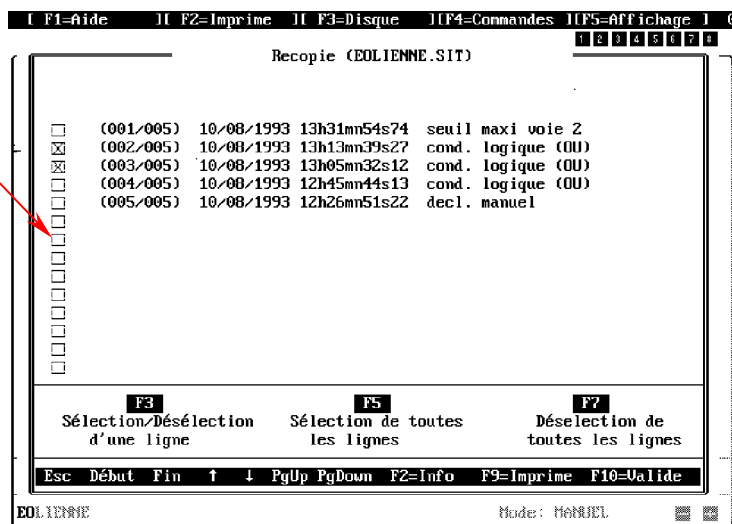 [ F1=Aide ][ F2=Imprime ][ F3=Disque ][F4=Commandes ][F5=Affichage ]
1 2 3 4 5 6 7 8
Recopie (EOLIENNE.SIT)
(001/005) 10/08/1993 13h31mn54s74 seuil maxi voie 2
(002/005) 10/08/1993 13h13mn39s27 cond. logique (OU)
(003/005) 10/08/1993 13h05mn32s12 cond. logique (OU)
(004/005) 10/08/1993 12h45mn44s13 cond. logique (OU)
(005/005) 10/08/1993 12h26mn51s22 decl. manuel
F3 F5 F7
Sélection/Désélection Sélection de toutes Déselection de
d'une ligne les lignes toutes les lignes
Esc Début Fin ↑ ↓ PgUp PgDown F2=Info F9=Imprime F10=Valide
EOLIENNE Mode: MANUEL